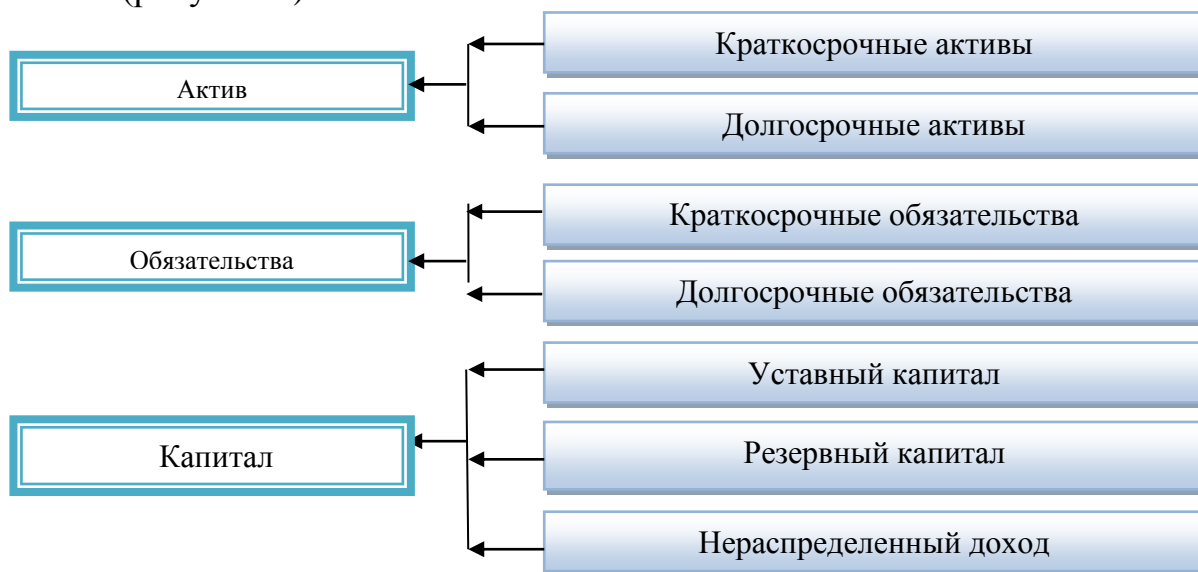 Краткосрочные активы
Актив
Долгосрочные активы
Краткосрочные обязательства
Обязательства
Долгосрочные обязательства
Уставный капитал
Капитал
Резервный капитал
Нераспределенный доход